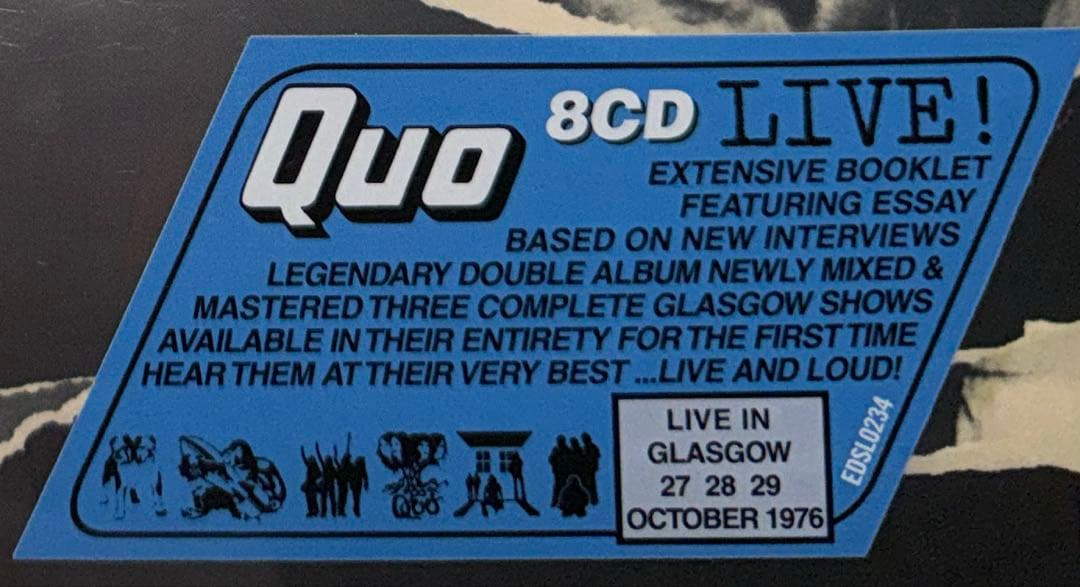 Quo 8CD LIVE!
EXTENSIVE BOOKLET
FEATURING ESSAY
BASED ON NEW INTERVIEWS
LEGENDARY DOUBLE ALBUM NEWLY MIXED &
MASTERED THREE COMPLETE GLASGOW SHOWS
AVAILABLE IN THEIR ENTIRETY FOR THE FIRST TIME
HEAR THEM AT THEIR VERY BEST ...LIVE AND LOUD!
LIVE IN
GLASGOW
27 28 29
OCTOBER 1976
EDSL0234
QUO